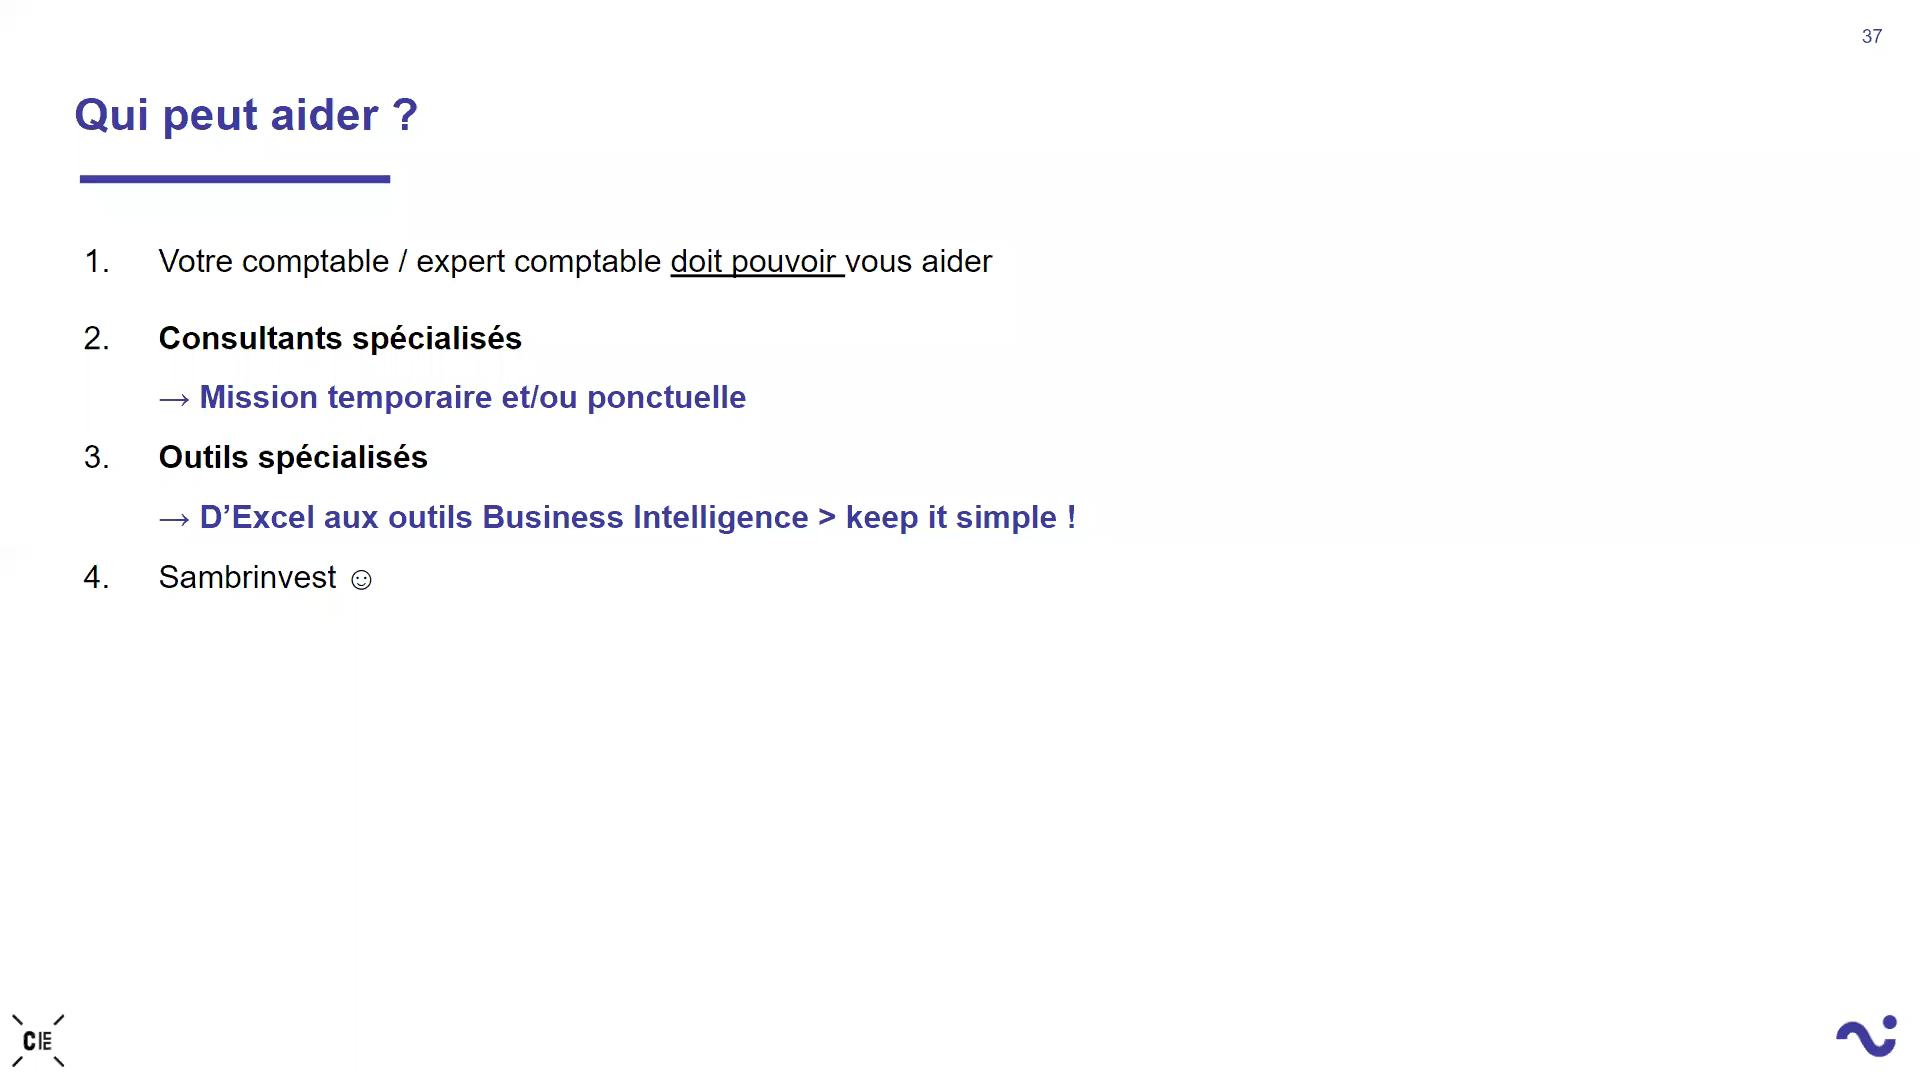 37
Qui peut aider ?
1. Votre comptable / expert comptable doit pouvoir vous aider
2. Consultants spécialisés
→ Mission temporaire et/ou ponctuelle
3. Outils spécialisés
→ D’Excel aux outils Business Intelligence > keep it simple !
4. Sambrinvest ☺
CIE